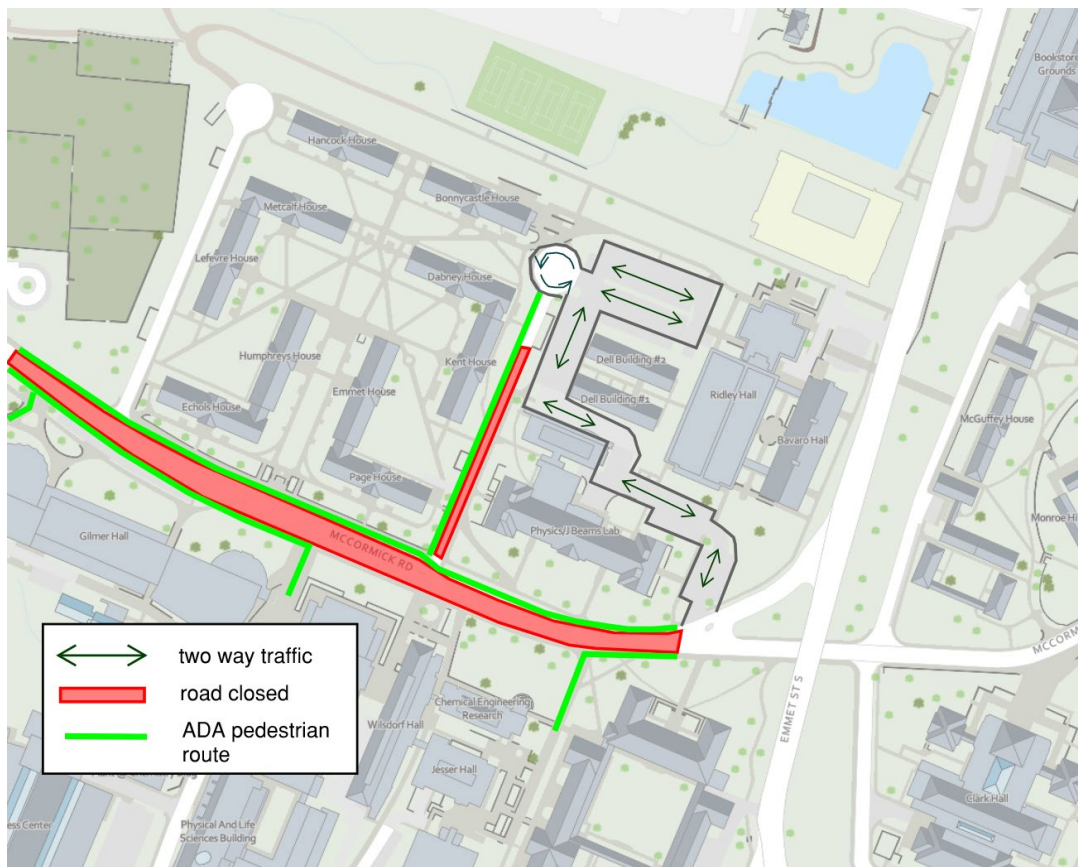 Bookstore
Grounds
Hancock House
Bonnycastle House
Metcalf House
Lefevre House
Dabney House
Humphreys House
Kent House
Dell Building #2
Emmet House
Ridley Hall
Dell Building #1
Echols House
McGuffey House
Bavaro Hall
Page House
Monroe Hi
Physics/J Beams Lab
Gilmer Hall
MCCORMICK RD
MCCORM
two way traffic
road closed
ADA pedestrian
route
EMMET ST S
Chemical Engineering
Research
Wilsdorf Hall
Jesser Hall
Clark Hall
ess Center
Physical And Life
Sciences Building